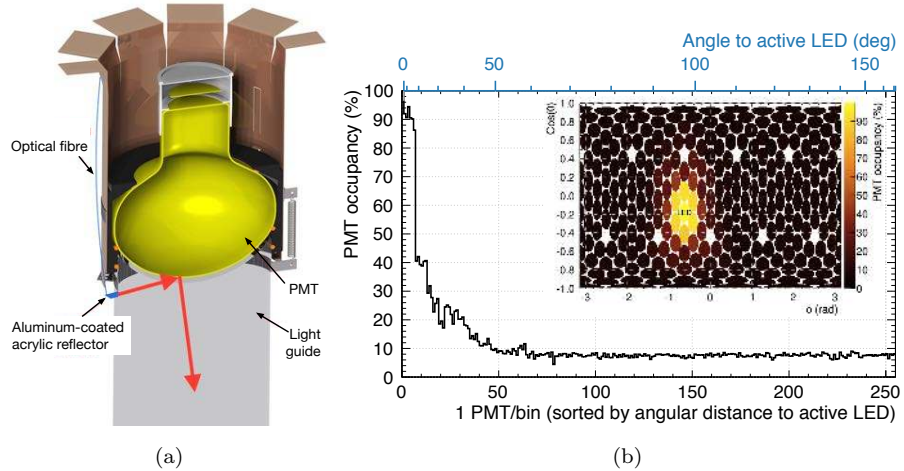 Optical fibre
PMT
Aluminum-coated
acrylic reflector
Light
guide
(a)
Angle to active LED (deg)
0 50 100 150
PMT occupancy (%)
100
90
80
70
60
50
40
30
20
10
0
0 50 100 150 200 250
1 PMT/bin (sorted by angular distance to active LED)
Cos(θ)
1.0
0.8
0.6
0.4
0.2
0.0
-0.2
-0.4
-0.6
-0.8
-1.0
-3 -2 -1 0 1 2 3
(rad)
LED
PMT occupancy (%)
90
80
70
60
50
40
30
20
10
0
(b)